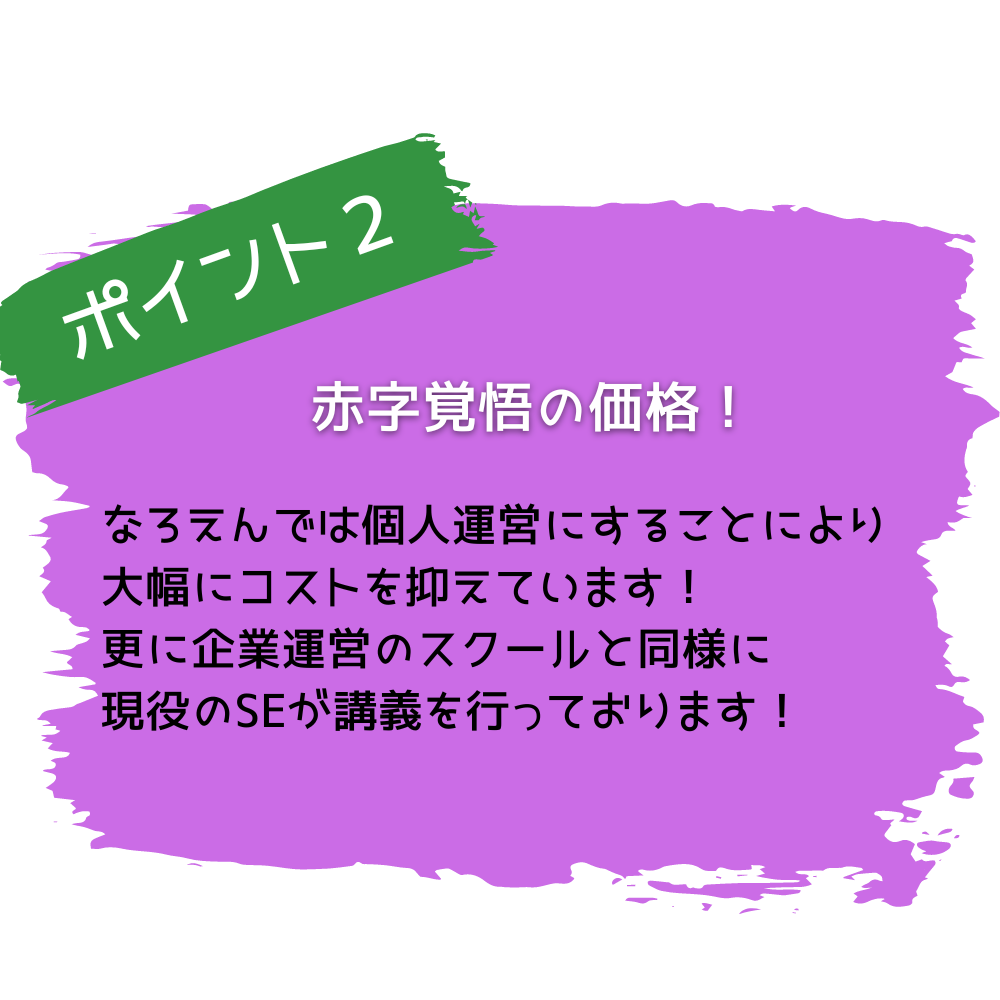 ポイント2
赤字覚悟の価格！
なろえんでは個人運営にすることにより
大幅にコストを抑えています！
更に企業運営のスクールと同様に
現役のSEが講義を行っております！